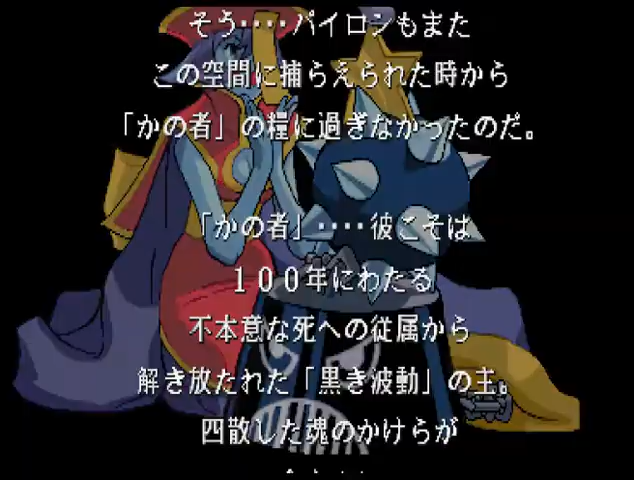 そう‥‥パイロンもまた
この空間に捕らえられた時から
「かの者」の糧に過ぎなかったのだ。
「かの者」‥‥彼こそは
１００年にわたる
不本意な死への従属から
解き放たれた「黒き波動」の主。
四散した魂のかけらが